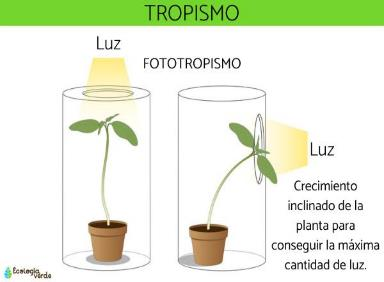 TROPISMO
Luz
FOTOTROPISMO
Luz
Crecimiento
inclinado de la
planta para
conseguir la máxima
cantidad de luz.
Ecología
verde